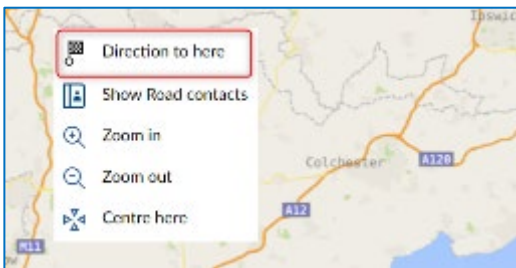 Ipswic
Direction to here
Show Road contacts
Zoom in
Zoom out
Centre here
Colchester
A120
A12
M11